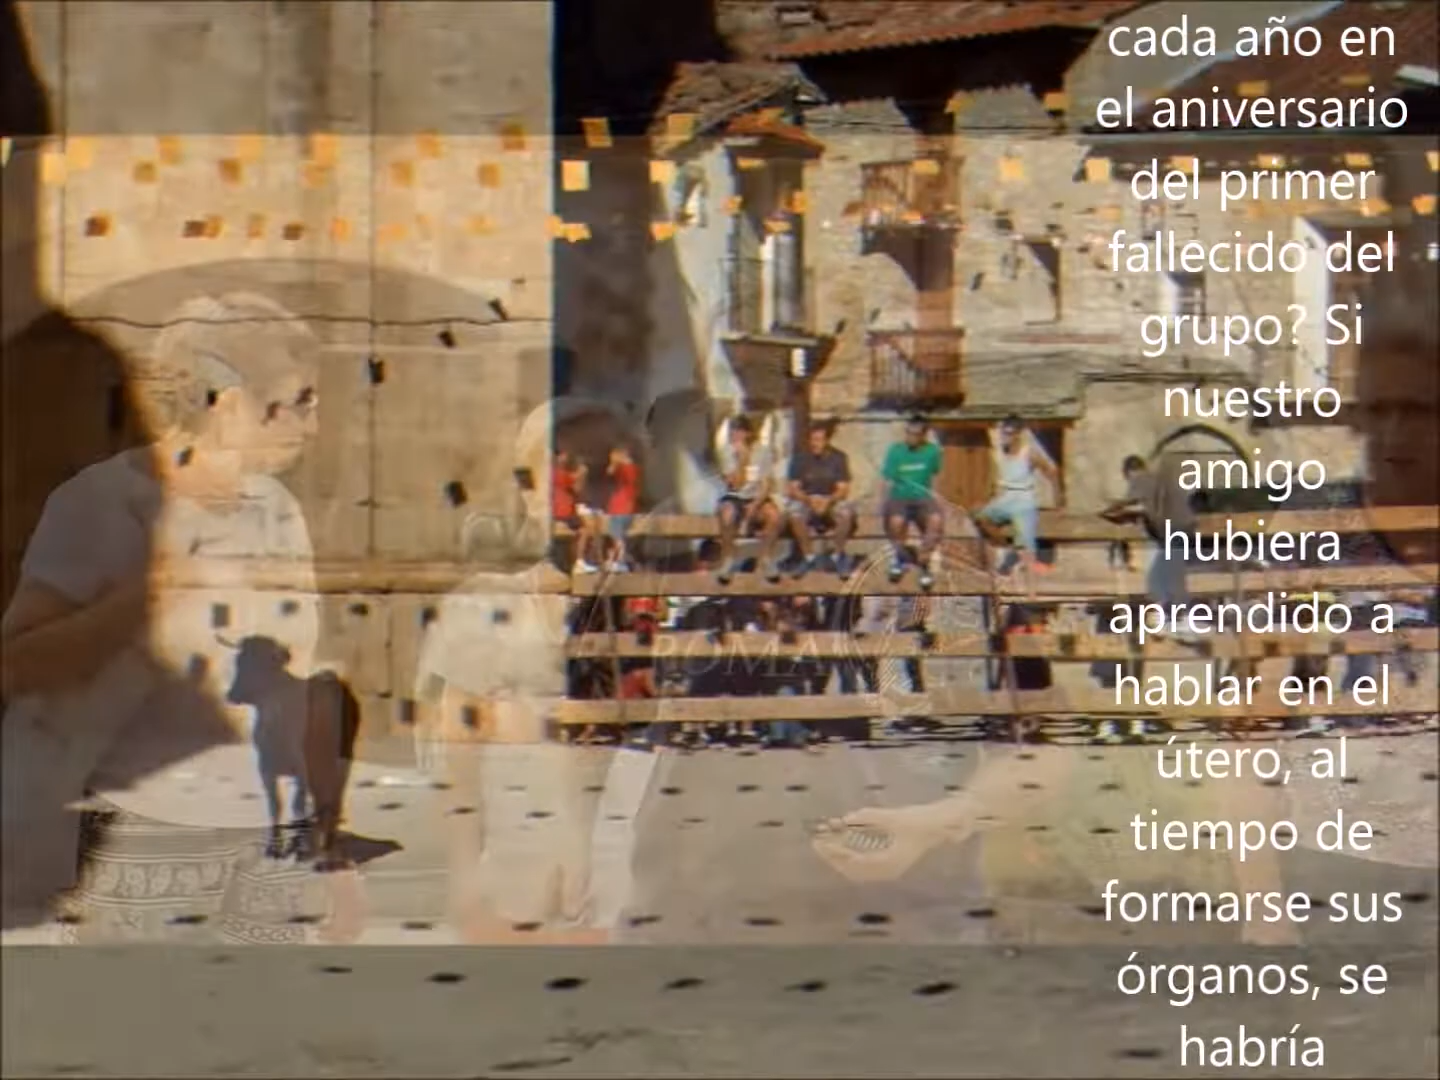 cada año en
el aniversario
del primer
fallecido del
grupo? Si
nuestro
amigo
hubiera
aprendido a
hablar en el
útero, al
tiempo de
formarse sus
órganos, se
habría
ROMA